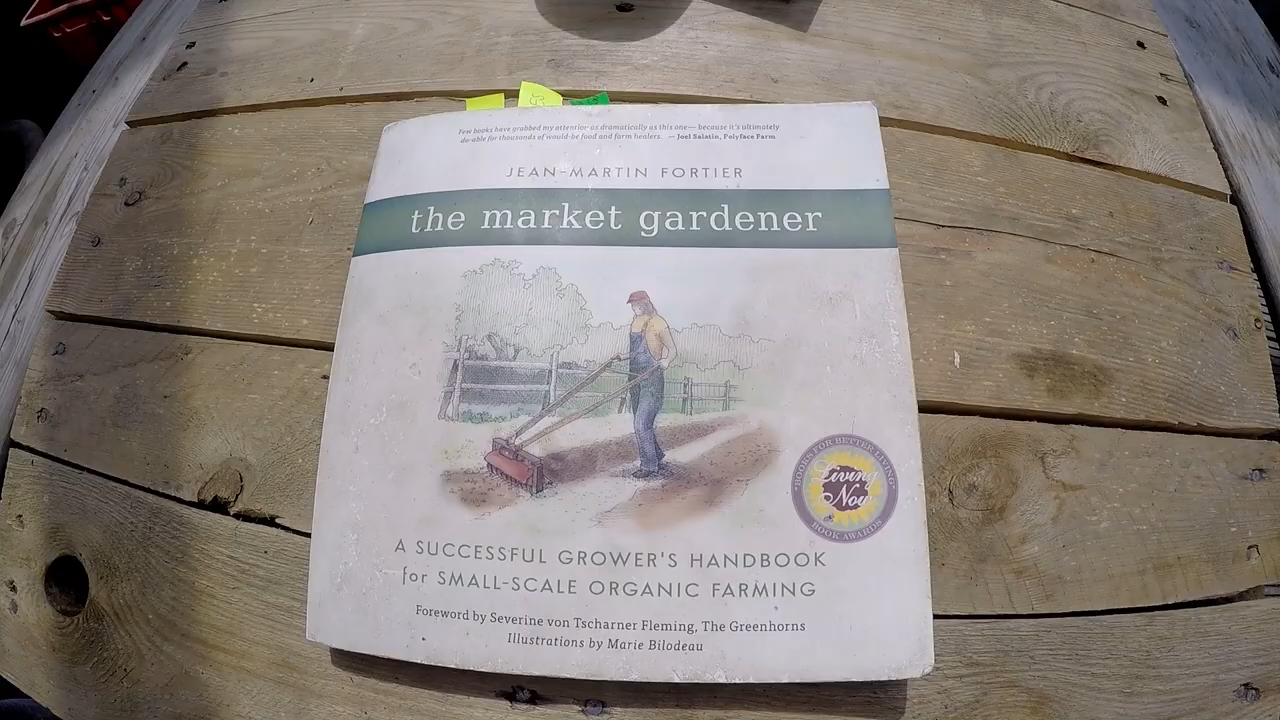 Few books have grabbed my attention as dramatically as this one— because it's ultimately
do-able for thousands of would-be food and farm healers. — Joel Salatin, Polyface Farm
JEAN-MARTIN FORTIER
the market gardener
BOOKS FOR BETTER LIVING
Living
Now
BOOK AWARDS
A SUCCESSFUL GROWER'S HANDBOOK
for SMALL-SCALE ORGANIC FARMING
Foreword by Severine von Tscharner Fleming, The Greenhorns
Illustrations by Marie Bilodeau